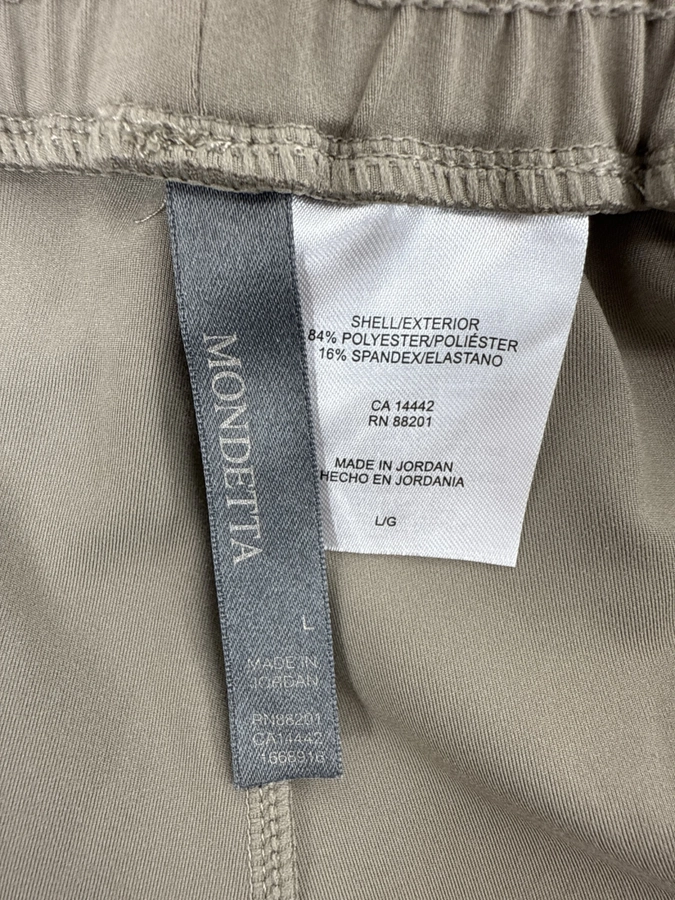 MONDETTA
L
MADE IN
JORDAN
RN88201
CA14442
1668916
SHELL/EXTERIOR
84% POLYESTER/POLIÉSTER
16% SPANDEX/ELASTANO
CA 14442
RN 88201
MADE IN JORDAN
HECHO EN JORDANIA
L/G